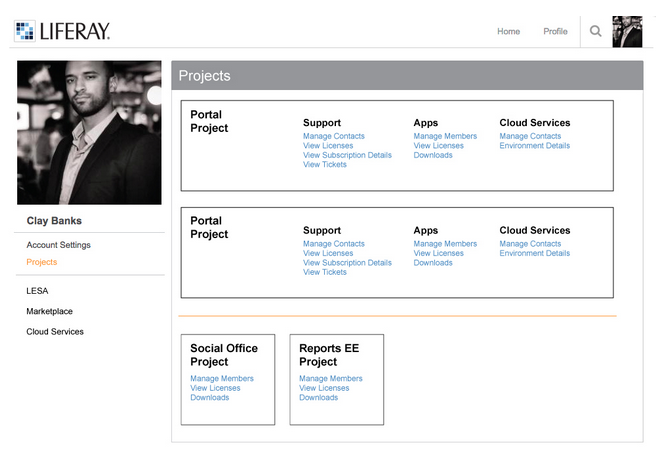 LIFERAY.
Home
Profile
Projects
Clay Banks
Account Settings
Projects
LESA
Marketplace
Cloud Services
Portal
Project
Support
Manage Contacts
View Licenses
View Subscription Details
View Tickets
Apps
Manage Members
View Licenses
Downloads
Cloud Services
Manage Contacts
Environment Details
Portal
Project
Support
Manage Contacts
View Licenses
View Subscription Details
View Tickets
Apps
Manage Members
View Licenses
Downloads
Cloud Services
Manage Contacts
Environment Details
Social Office
Project
Manage Members
View Licenses
Downloads
Reports EE
Project
Manage Members
View Licenses
Downloads